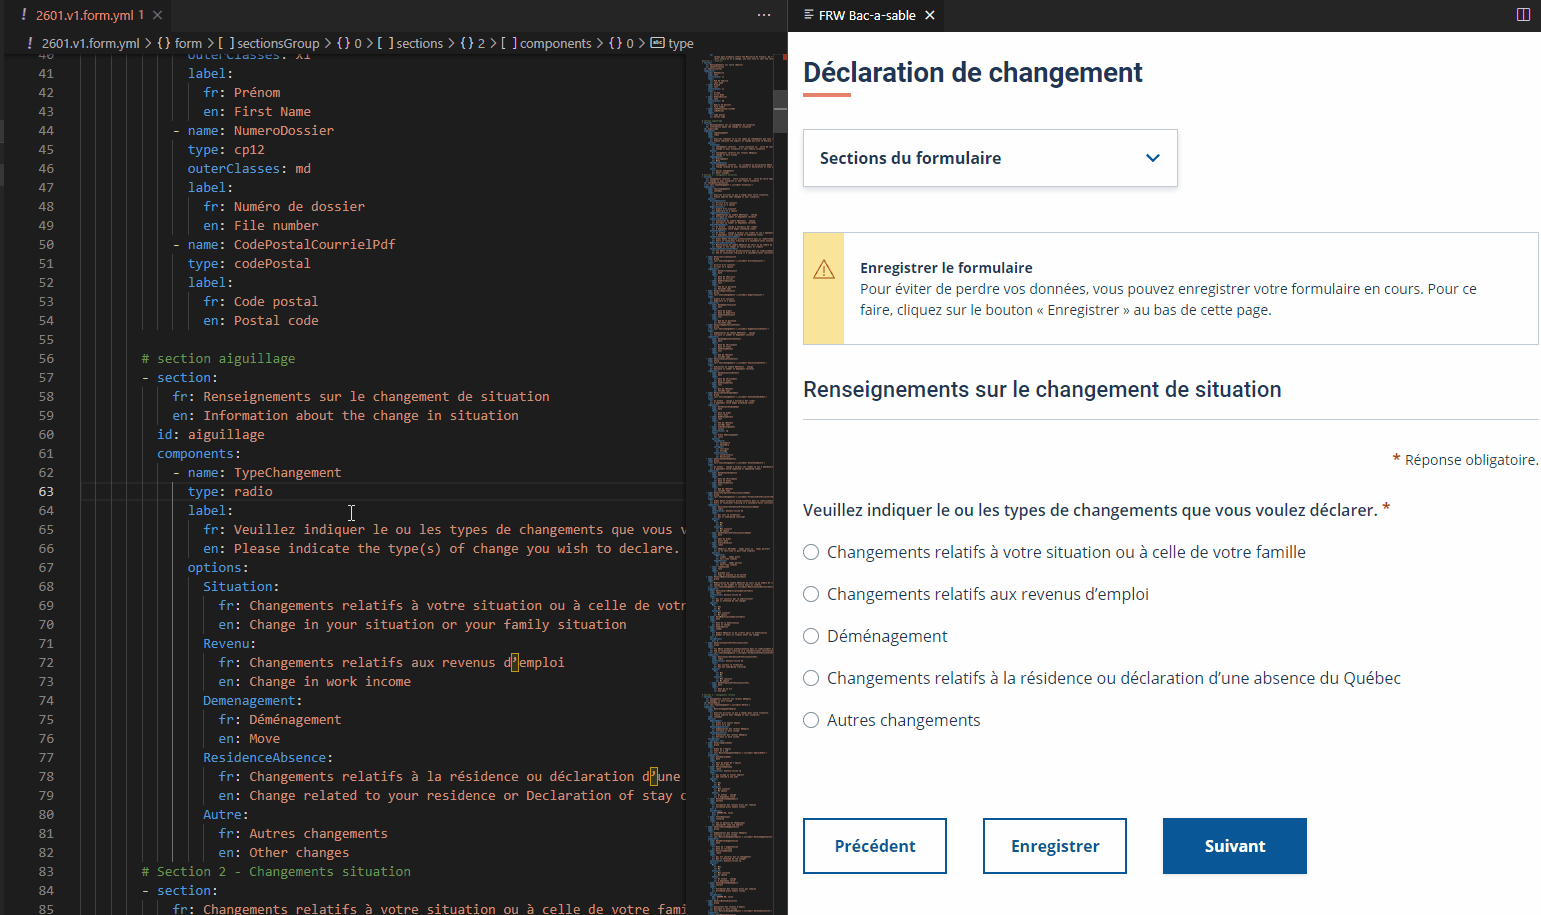 ! 2601.v1.form.yml 1 ×
...
! 2601.v1.form.yml > {} form > [ ] sectionsGroup > {} 0 > [ ] sections > {} 2 > [ ] components > {} 0 > abc type
40 outerClasses: xl
41 label:
42 fr: Prénom
43 en: First Name
44 - name: NumeroDossier
45 type: cp12
46 outerClasses: md
47 label:
48 fr: Numéro de dossier
49 en: File number
50 - name: CodePostalCourrielPdf
51 type: codePostal
52 label:
53 fr: Code postal
54 en: Postal code
55
56 # section aiguillage
57 - section:
58 fr: Renseignements sur le changement de situation
59 en: Information about the change in situation
60 id: aiguillage
61 components:
62 - name: TypeChangement
63 type: radio
64 label:
65 fr: Veuillez indiquer le ou les types de changements que vous v
66 en: Please indicate the type(s) of change you wish to declare.
67 options:
68 Situation:
69 fr: Changements relatifs à votre situation ou à celle de votr
70 en: Change in your situation or your family situation
71 Revenu:
72 fr: Changements relatifs aux revenus d’emploi
73 en: Change in work income
74 Demenagement:
75 fr: Déménagement
76 en: Move
77 ResidenceAbsence:
78 fr: Changements relatifs à la résidence ou déclaration d’une
79 en: Change related to your residence or Declaration of stay o
80 Autre:
81 fr: Autres changements
82 en: Other changes
83 # Section 2 - Changements situation
84 - section:
85 fr: Changements relatifs à votre situation ou à celle de votre fami
FRW Bac-a-sable ×
Déclaration de changement
Sections du formulaire
Enregistrer le formulaire
Pour éviter de perdre vos données, vous pouvez enregistrer votre formulaire en cours. Pour ce
faire, cliquez sur le bouton « Enregistrer » au bas de cette page.
Renseignements sur le changement de situation
* Réponse obligatoire.
Veuillez indiquer le ou les types de changements que vous voulez déclarer. *
Changements relatifs à votre situation ou à celle de votre famille
Changements relatifs aux revenus d’emploi
Déménagement
Changements relatifs à la résidence ou déclaration d’une absence du Québec
Autres changements
Précédent
Enregistrer
Suivant